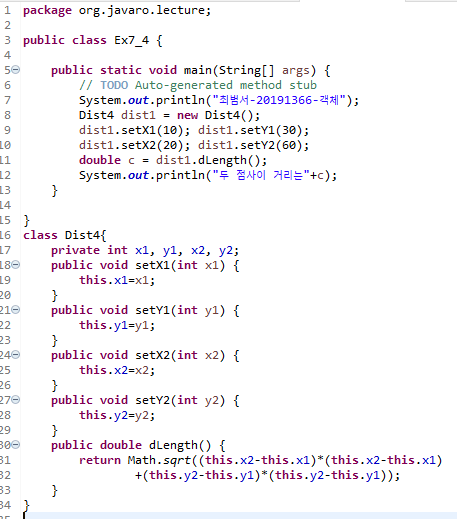 1 package org.javaro.lecture;
2
3 public class Ex7_4 {
4
5 public static void main(String[] args) {
6 // TODO Auto-generated method stub
7 System.out.println("최범서-20191366-객체");
8 Dist4 dist1 = new Dist4();
9 dist1.setX1(10); dist1.setY1(30);
10 dist1.setX2(20); dist1.setY2(60);
11 double c = dist1.dLength();
12 System.out.println("두 점사이 거리는"+c);
13 }
14
15 }
16 class Dist4{
17 private int x1, y1, x2, y2;
18 public void setX1(int x1) {
19 this.x1=x1;
20 }
21 public void setY1(int y1) {
22 this.y1=y1;
23 }
24 public void setX2(int x2) {
25 this.x2=x2;
26 }
27 public void setY2(int y2) {
28 this.y2=y2;
29 }
30 public double dLength() {
31 return Math.sqrt((this.x2-this.x1)*(this.x2-this.x1)
32 +(this.y2-this.y1)*(this.y2-this.y1));
33 }
34 }